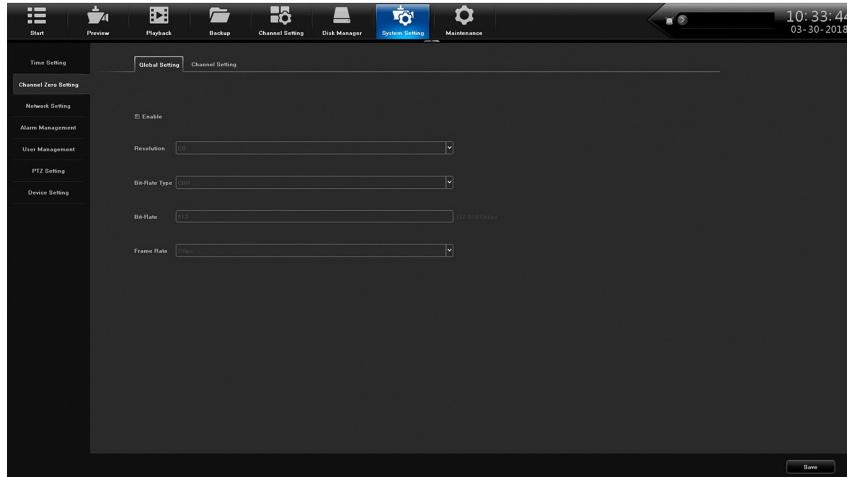 Start
Preview
Playback
Backup
Channel Setting
Disk Manager
System Setting
Maintenance
10:33:44
03-30-2018
Time Setting
Channel Zero Setting
Network Setting
Alarm Management
User Management
PTZ Setting
Device Setting
Global Setting Channel Setting
Enable
Resolution
Bit-Rate Type
Bit-Rate 512
Frame Rate
Save